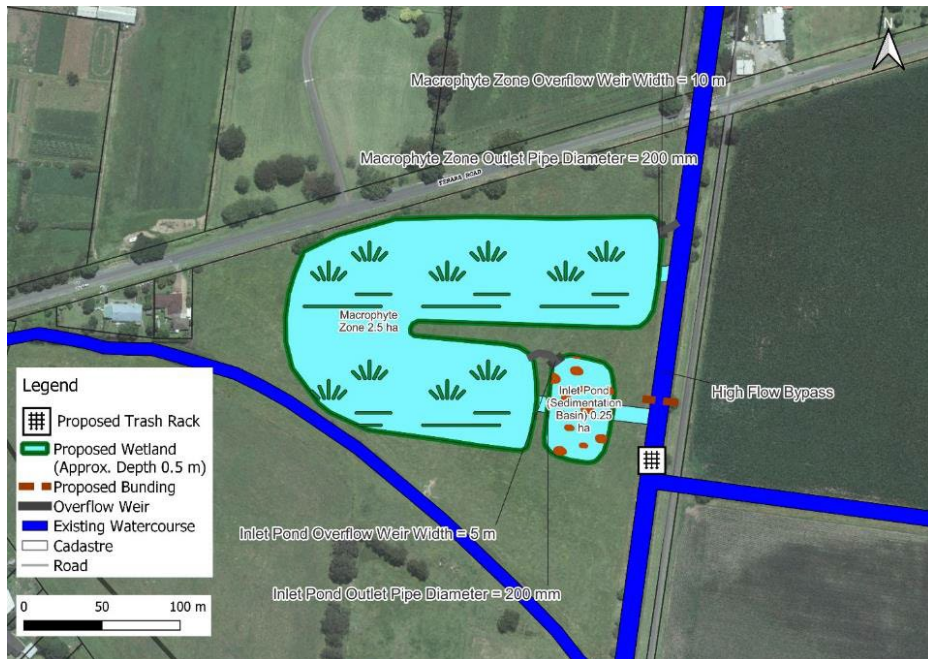 N
Macrophyte Zone Overflow Weir Width = 10 m
Macrophyte Zone Outlet Pipe Diameter = 200 mm
Macrophyte
Zone 2.5 ha
Inlet Pond
(Sedimentation
Basin) 0.25
ha
High Flow Bypass
Inlet Pond Overflow Weir Width = 5 m
Inlet Pond Outlet Pipe Diameter = 200 mm
Legend
Proposed Trash Rack
Proposed Wetland
(Approx. Depth 0.5 m)
Proposed Bunding
Overflow Weir
Existing Watercourse
Cadastre
Road
0 50 100 m